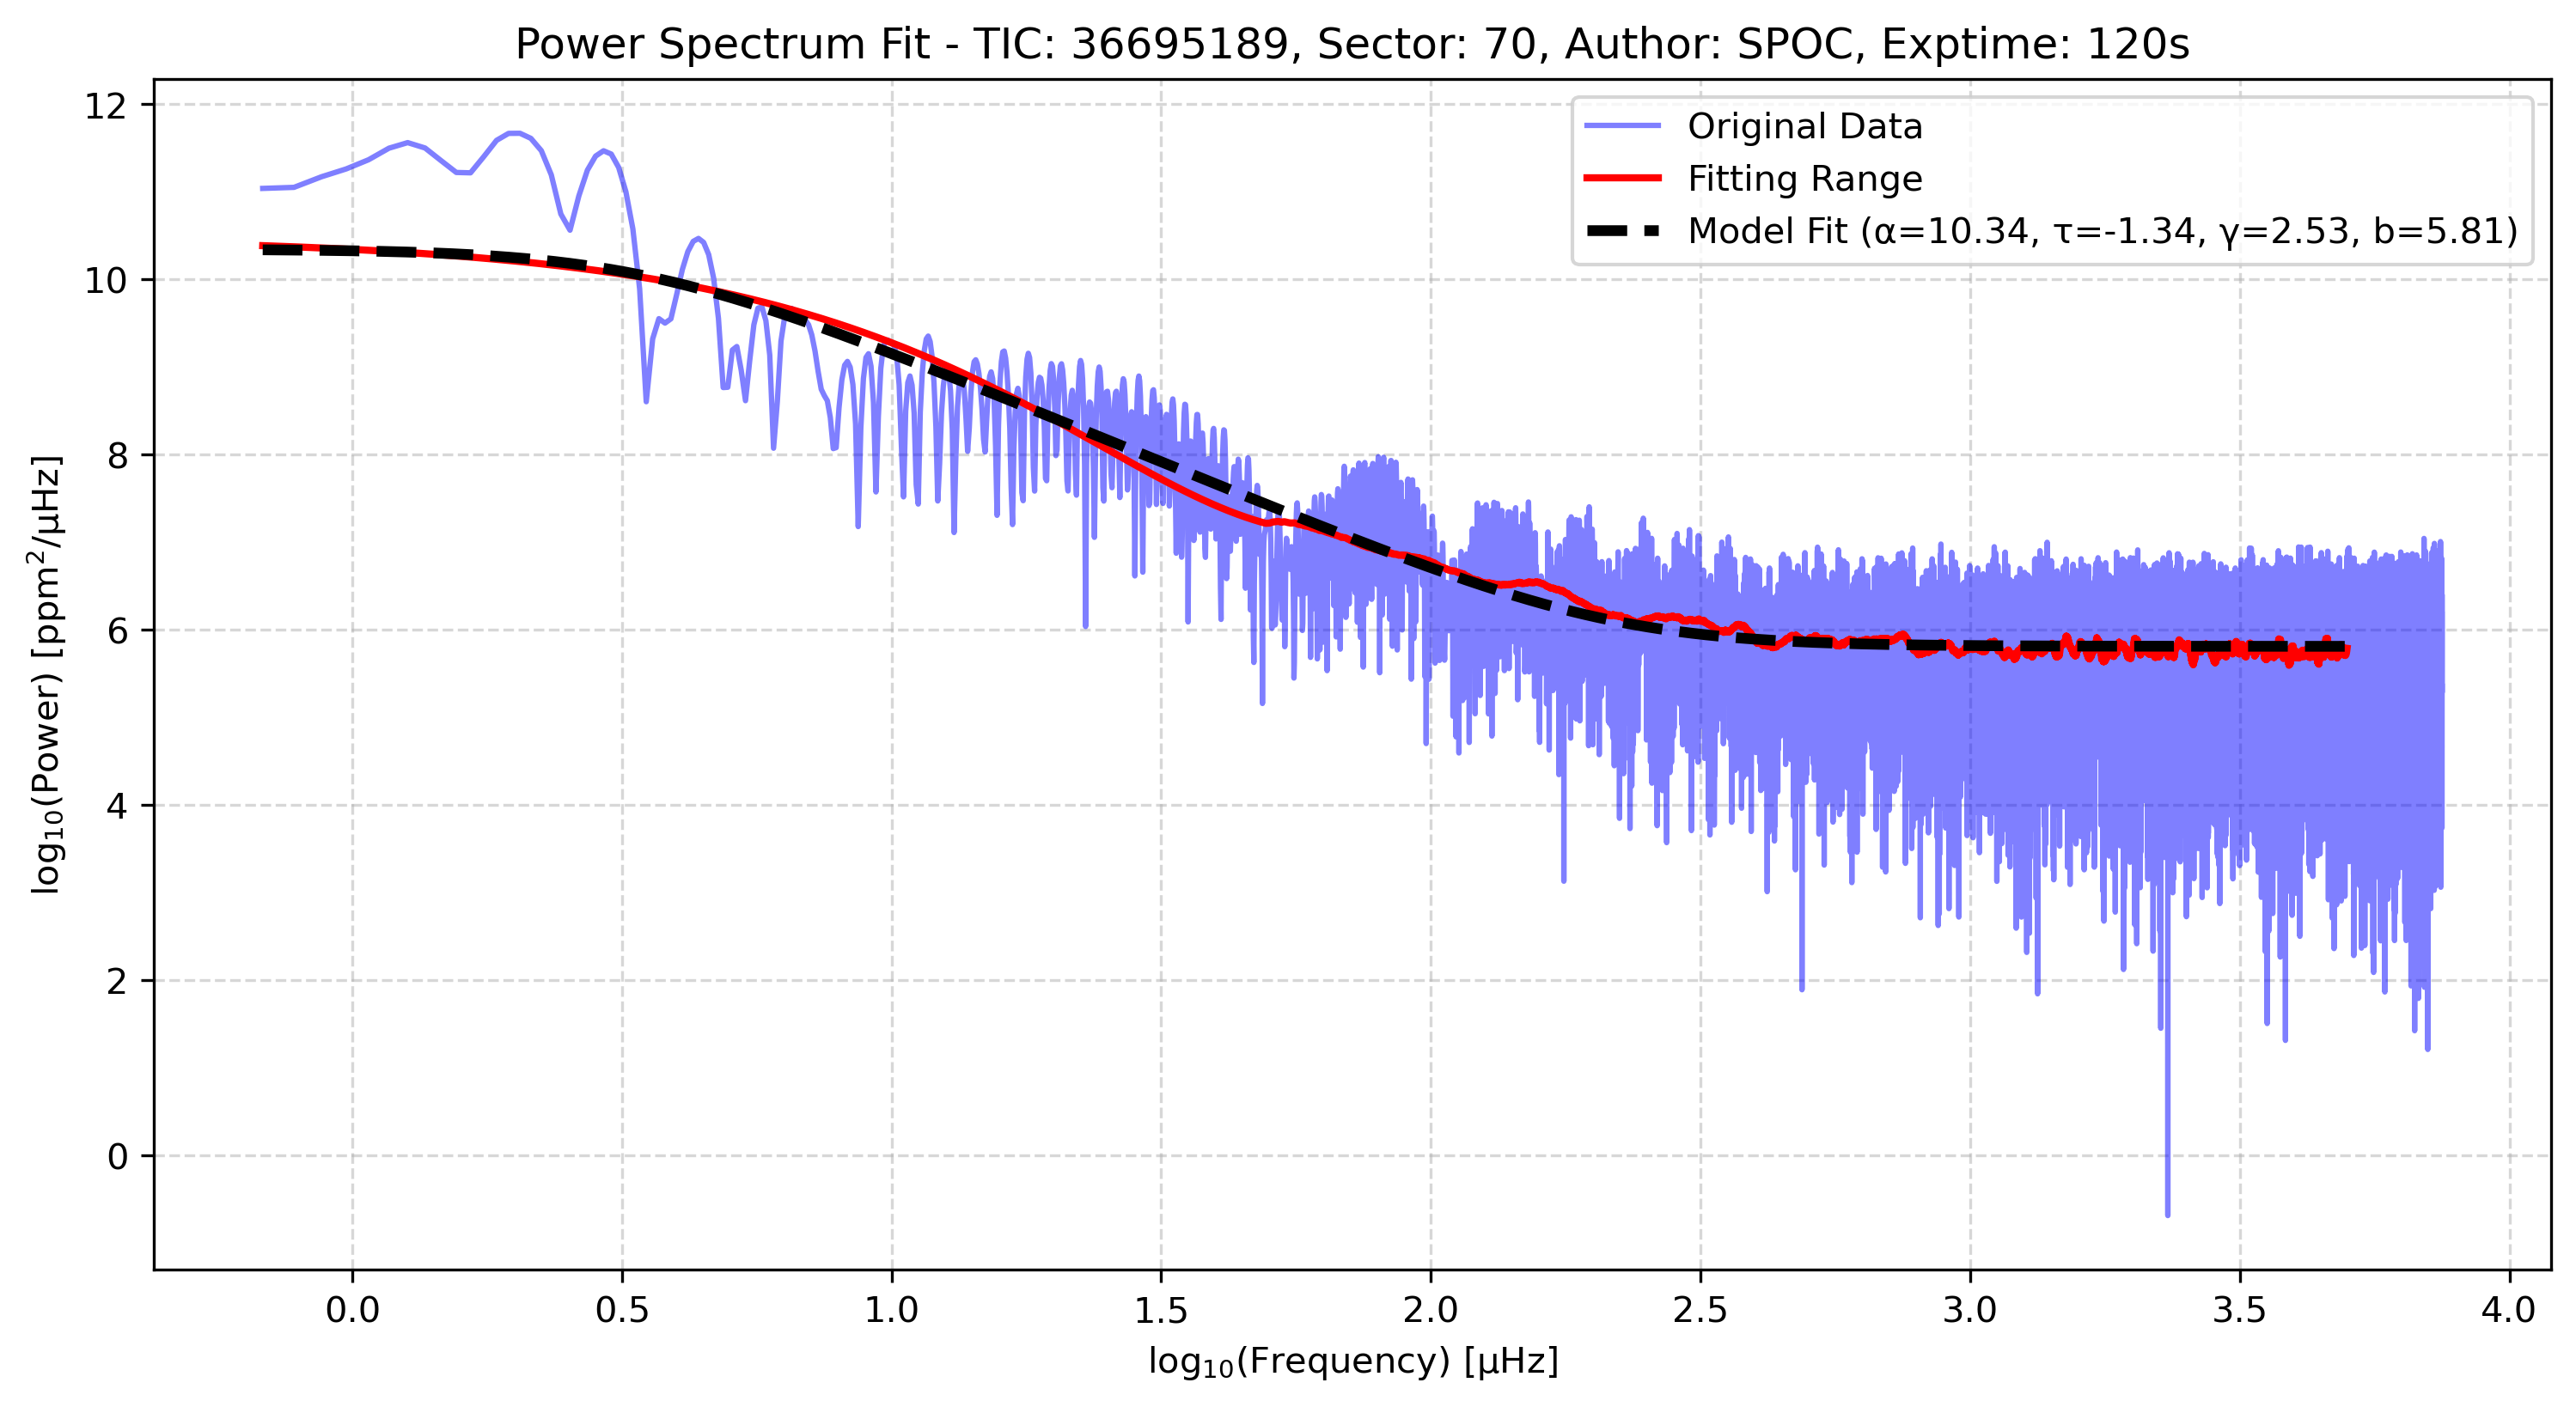 Power Spectrum Fit - TIC: 36695189, Sector: 70, Author: SPOC, Exptime: 120s
Original Data
Fitting Range
Model Fit (α=10.34, τ=-1.34, γ=2.53, b=5.81)
log₁₀(Power) [ppm²/μHz]
12
10
8
6
4
2
0
0.0 0.5 1.0 1.5 2.0 2.5 3.0 3.5 4.0
log₁₀(Frequency) [μHz]